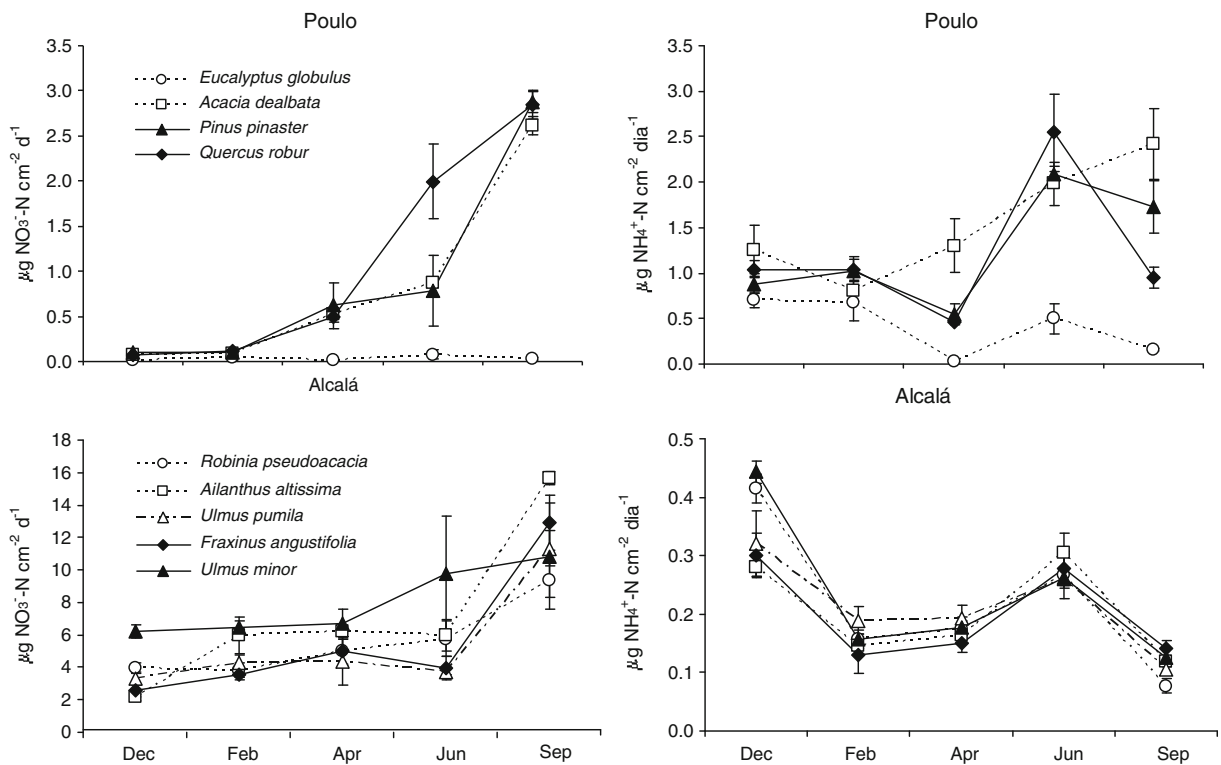 Poulo
3.5
3.0
2.5
2.0
1.5
1.0
0.5
0.0
µg NO3⁻-N cm⁻² d⁻¹
Eucalyptus globulus
Acacia dealbata
Pinus pinaster
Quercus robur
Poulo
3.5
3.0
2.5
2.0
1.5
1.0
0.5
0.0
µg NH4⁺-N cm⁻² dia⁻¹
Alcalá
18
16
14
12
10
8
6
4
2
0
µg NO3⁻-N cm⁻² d⁻¹
Robinia pseudoacacia
Ailanthus altissima
Ulmus pumila
Fraxinus angustifolia
Ulmus minor
Dec Feb Apr Jun Sep
Alcalá
0.5
0.4
0.3
0.2
0.1
0.0
µg NH4⁺-N cm⁻² dia⁻¹
Dec Feb Apr Jun Sep